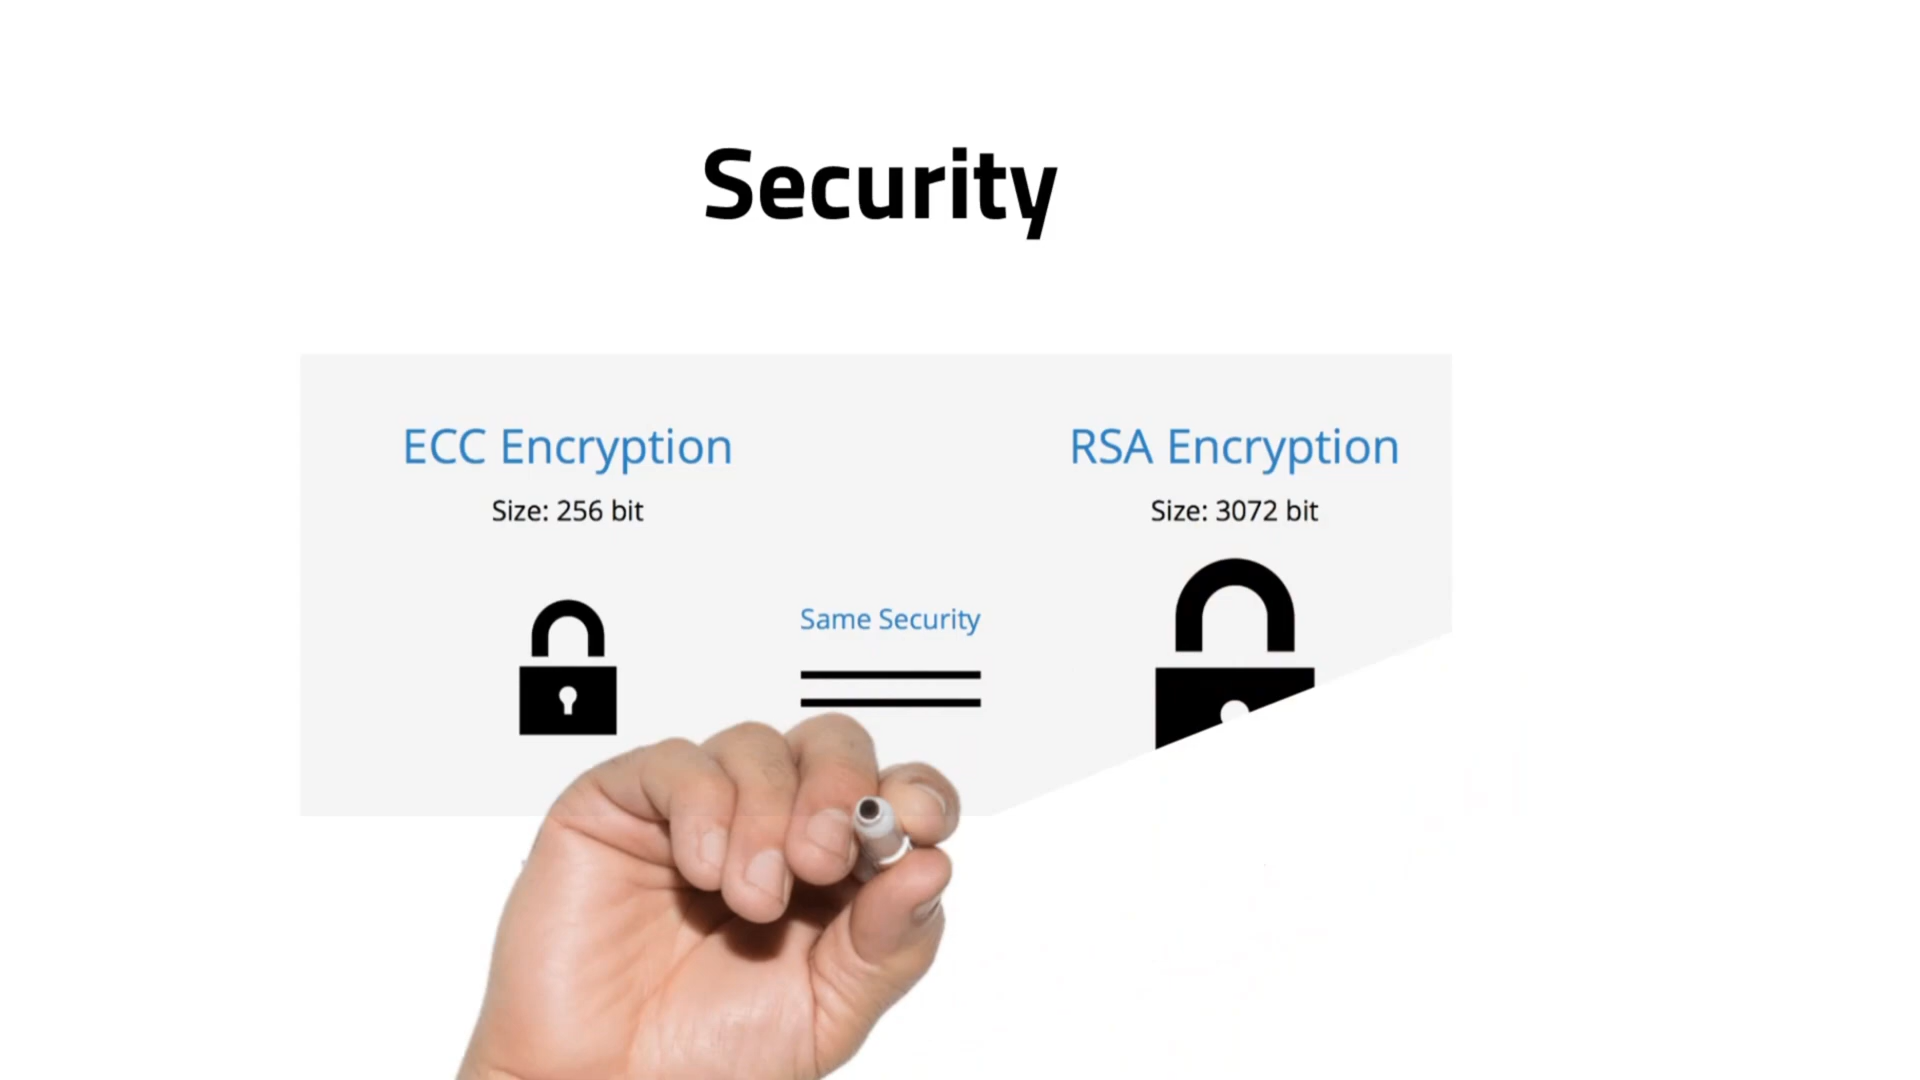 Security
ECC Encryption
Size: 256 bit
RSA Encryption
Size: 3072 bit
Same Security